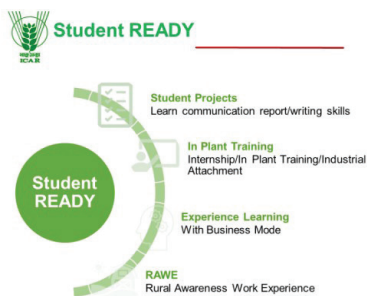 Student READY
ICAR
Student Projects
Learn communication report/writing skills
In Plant Training
Internship/In Plant Training/Industrial
Attachment
Student
READY
Experience Learning
With Business Mode
RAWE
Rural Awareness Work Experience